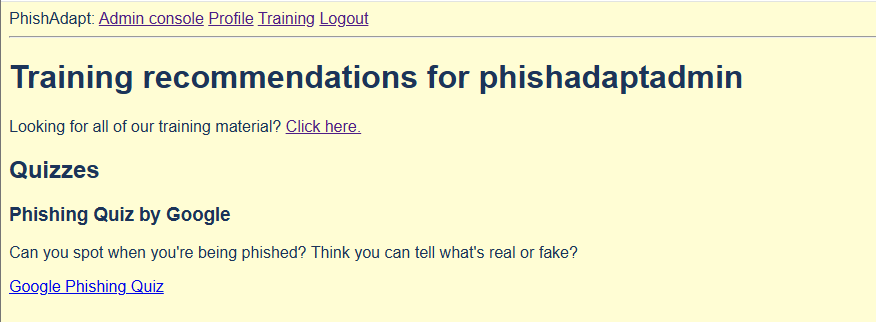 PhishAdapt: Admin console Profile Training Logout
Training recommendations for phishadaptadmin
Looking for all of our training material? Click here.
Quizzes
Phishing Quiz by Google
Can you spot when you're being phished? Think you can tell what's real or fake?
Google Phishing Quiz